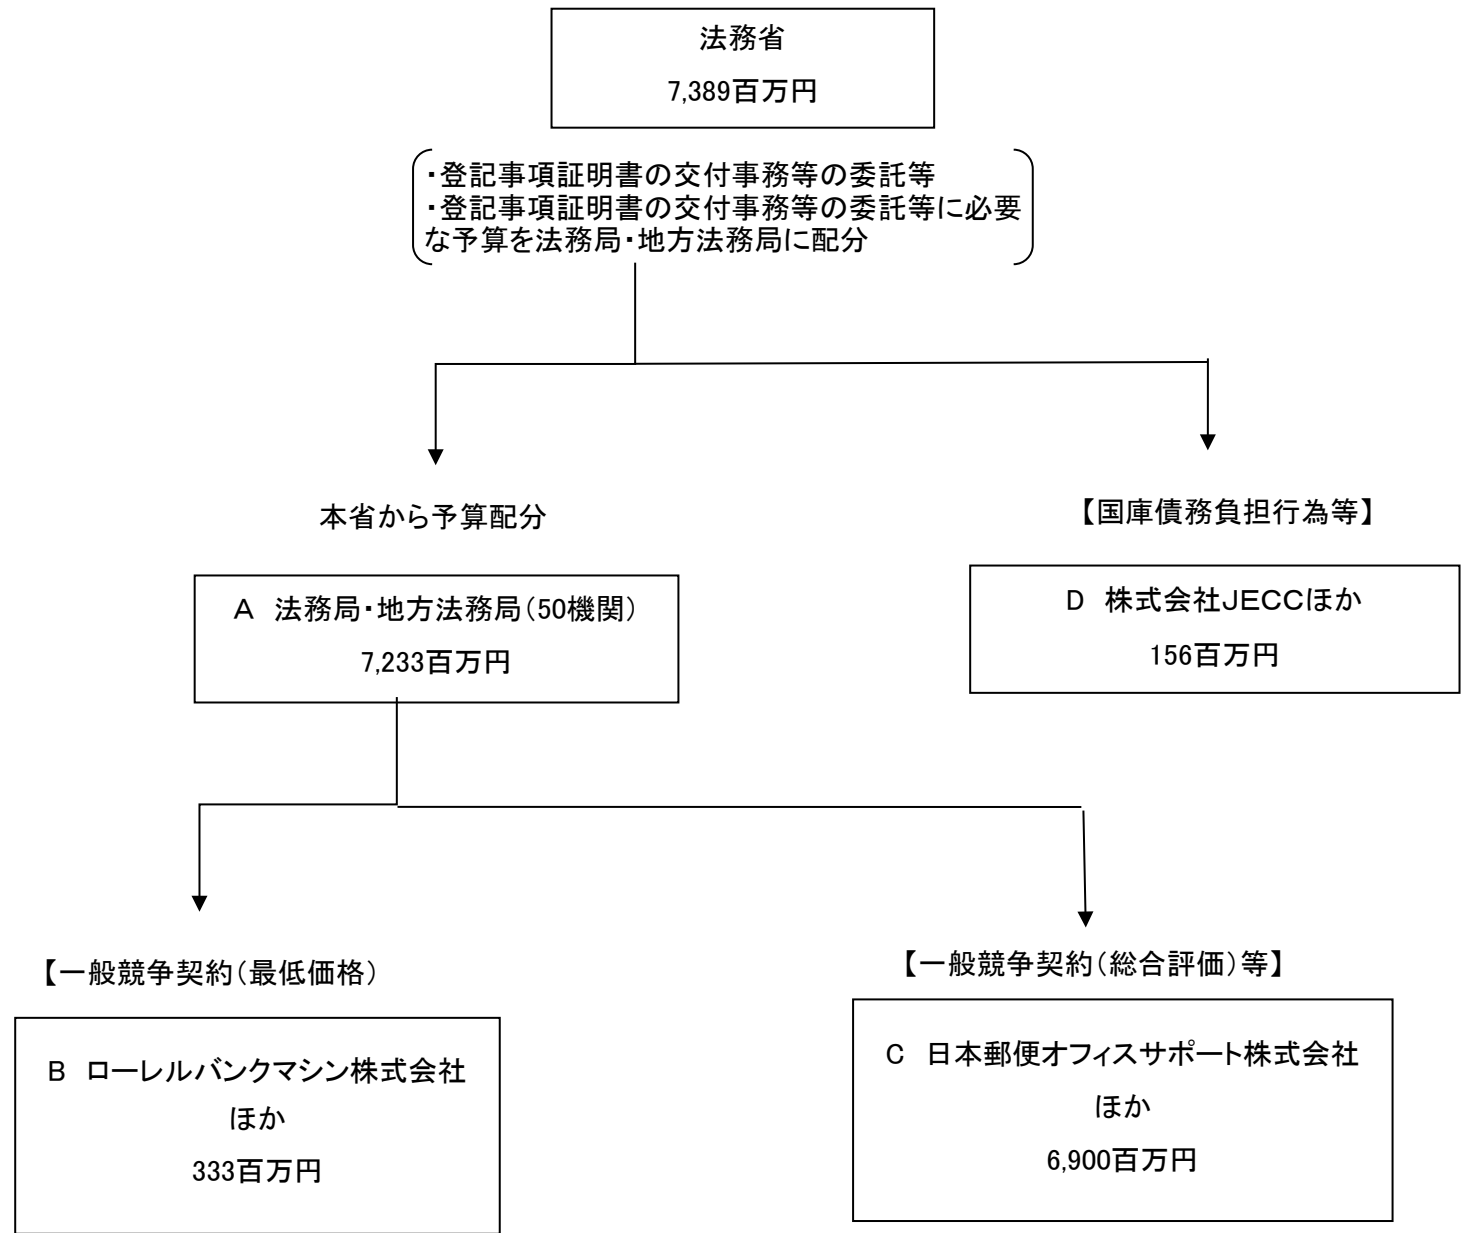 法務省
7,389百万円
・登記事項証明書の交付事務等の委託等
・登記事項証明書の交付事務等の委託等に必要
な予算を法務局・地方法務局に配分
本省から予算配分
【国庫債務負担行為等】
A　法務局・地方法務局（50機関）
7,233百万円
D　株式会社JECCほか
156百万円
【一般競争契約（最低価格）
【一般競争契約（総合評価）等】
B　ローレルバンクマシン株式会社
ほか
333百万円
C　日本郵便オフィスサポート株式会社
ほか
6,900百万円